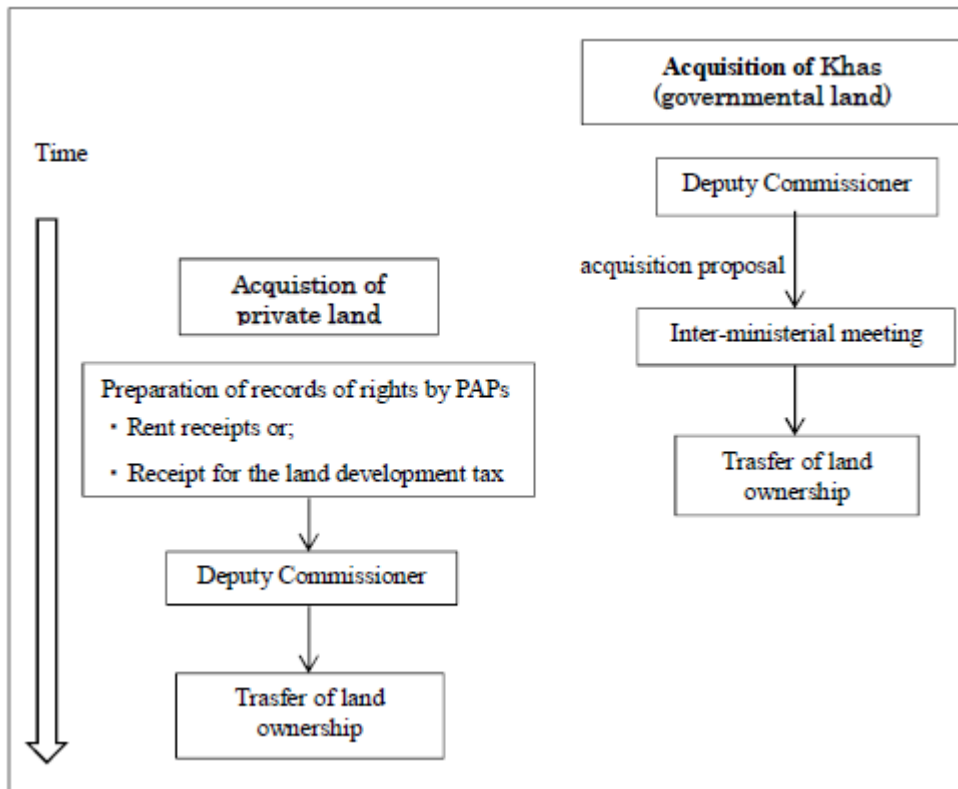 Acquisition of Khas
(governmental land)
Time
Deputy Commissioner
acquisition proposal
Inter-ministerial meeting
Trasfer of land
ownership
Acquistion of
private land
Preparation of records of rights by PAPs
・Rent receipts or;
・Receipt for the land development tax
Deputy Commissioner
Trasfer of land
ownership